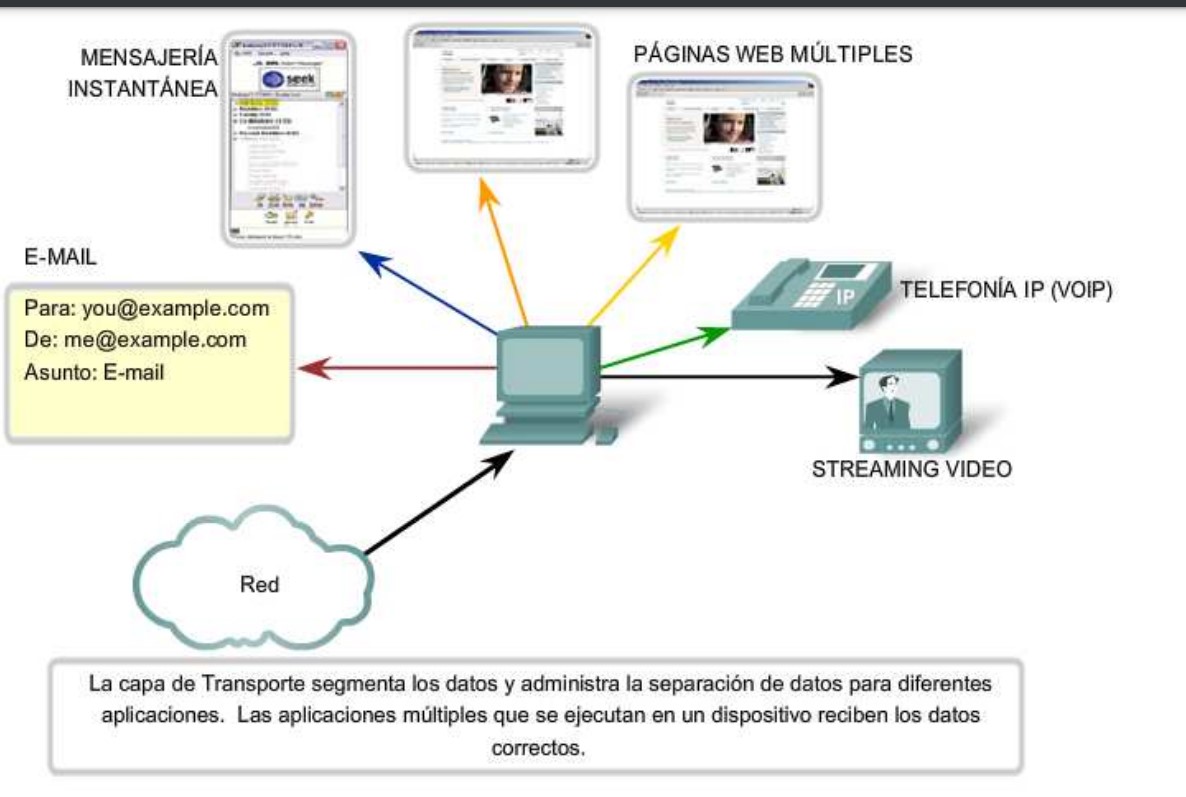 MENSAJERÍA
INSTANTÁNEA
seek
PÁGINAS WEB MÚLTIPLES
E-MAIL
Para: you@example.com
De: me@example.com
Asunto: E-mail
IP
TELEFONÍA IP (VOIP)
STREAMING VIDEO
Red
La capa de Transporte segmenta los datos y administra la separación de datos para diferentes
aplicaciones. Las aplicaciones múltiples que se ejecutan en un dispositivo reciben los datos
correctos.